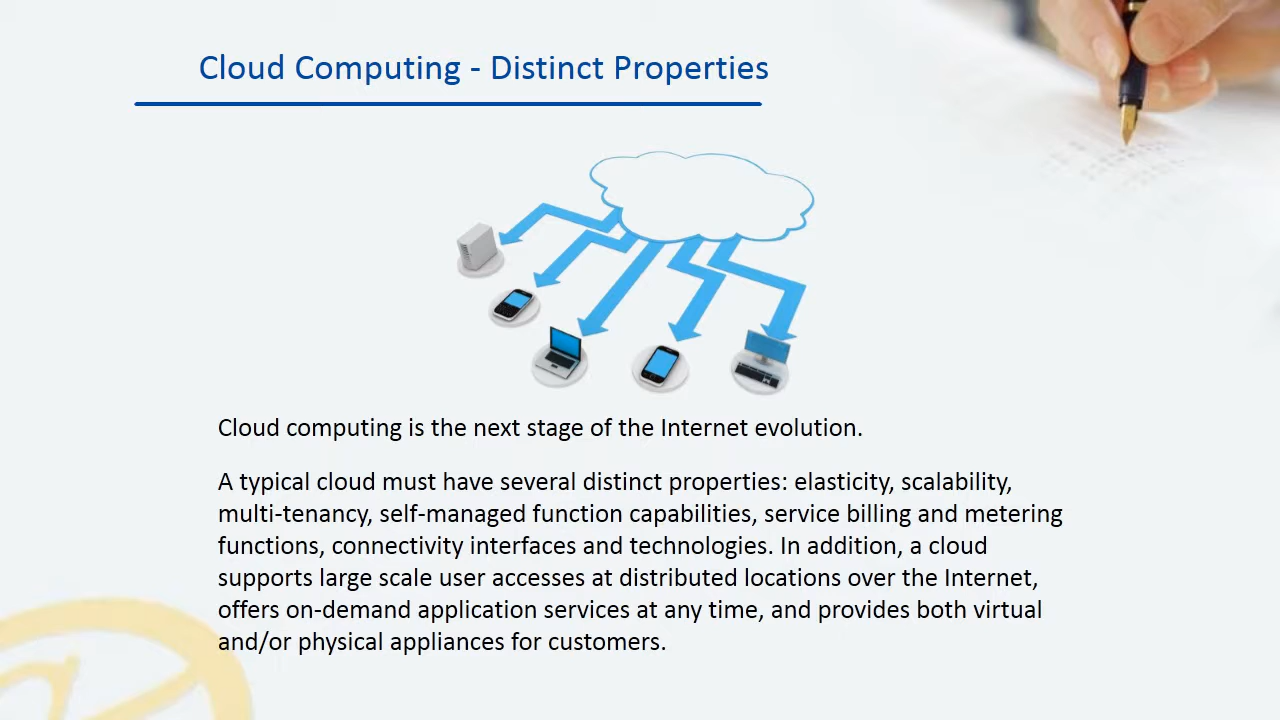 Cloud Computing - Distinct Properties
Cloud computing is the next stage of the Internet evolution.
A typical cloud must have several distinct properties: elasticity, scalability,
multi-tenancy, self-managed function capabilities, service billing and metering
functions, connectivity interfaces and technologies. In addition, a cloud
supports large scale user accesses at distributed locations over the Internet,
offers on-demand application services at any time, and provides both virtual
and/or physical appliances for customers.